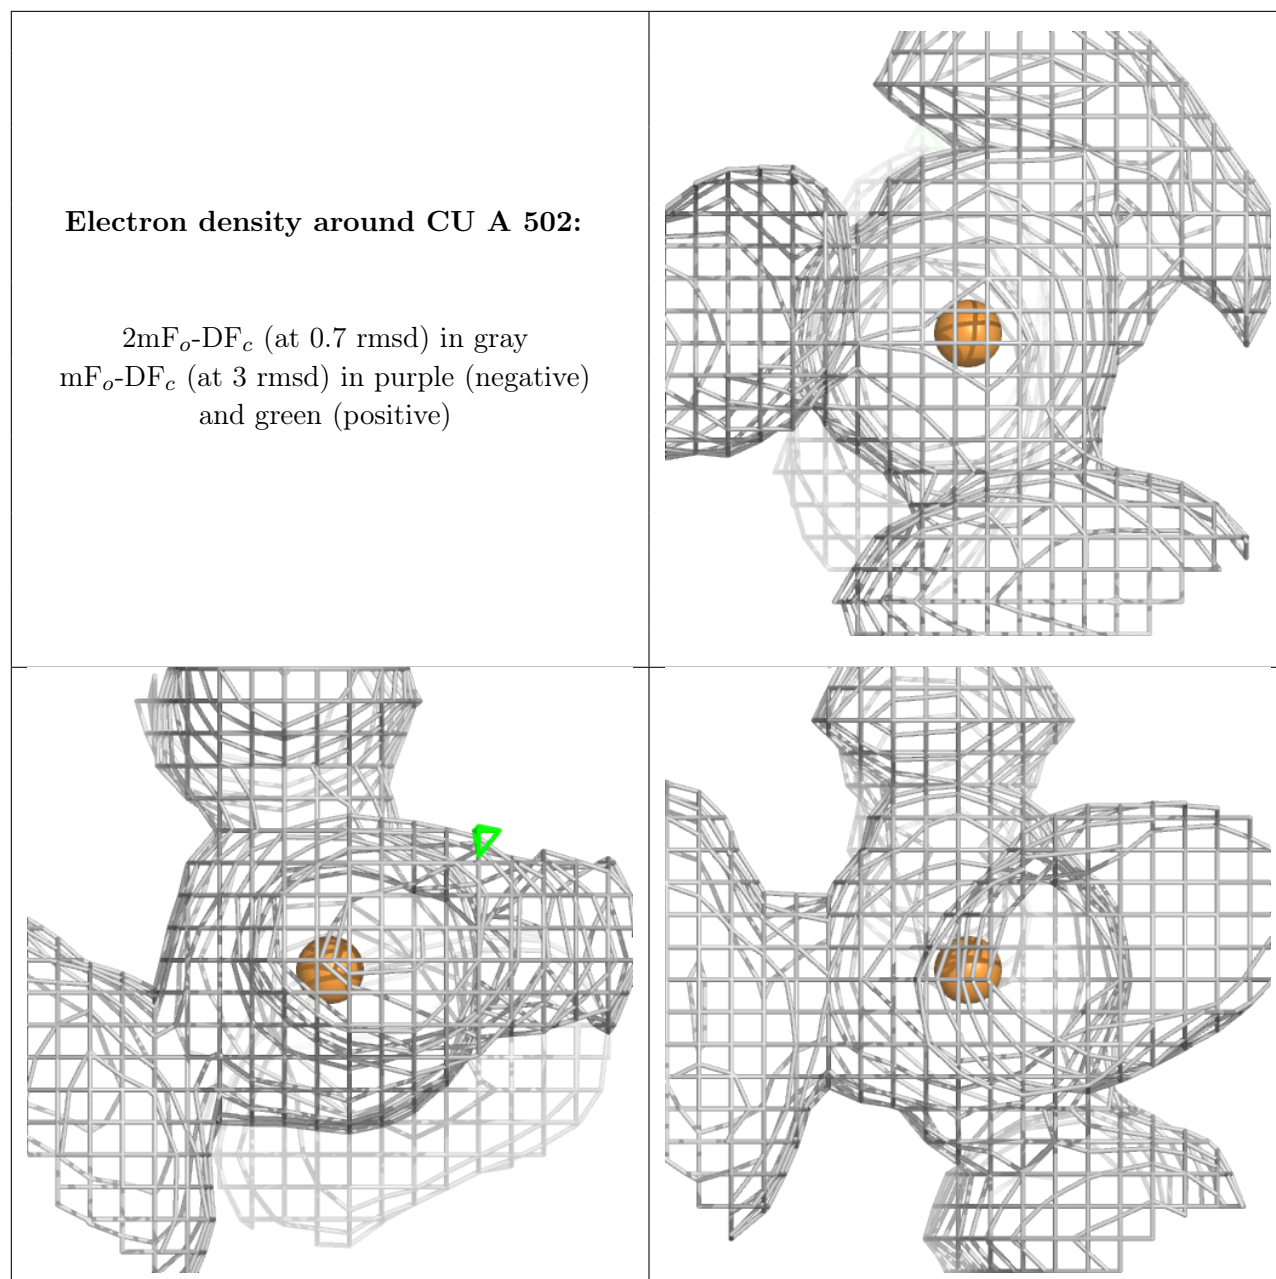 Electron density around CU A 502:
2mFo-DFc (at 0.7 rmsd) in gray
mFo-DFc (at 3 rmsd) in purple (negative)
and green (positive)